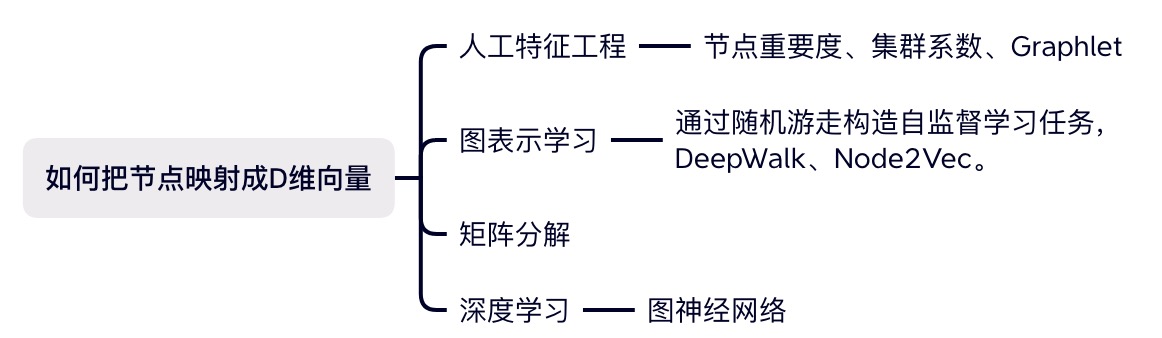 如何把节点映射成D维向量
人工特征工程
节点重要度、集群系数、Graphlet
图表示学习
通过随机游走构造自监督学习任务，
DeepWalk、Node2Vec。
矩阵分解
深度学习
图神经网络